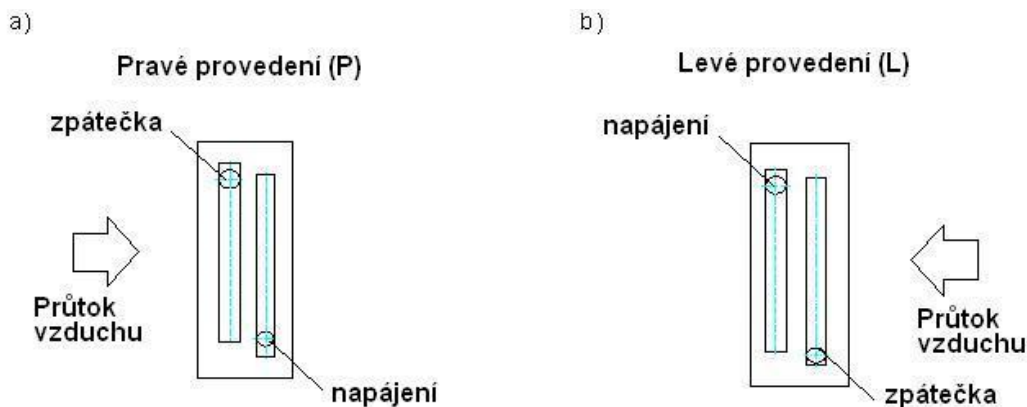 a)
Pravé provedení (P)
zpátečka
Průtok
vzduchu
napájení
b)
Levé provedení (L)
napájení
Průtok
vzduchu
zpátečka